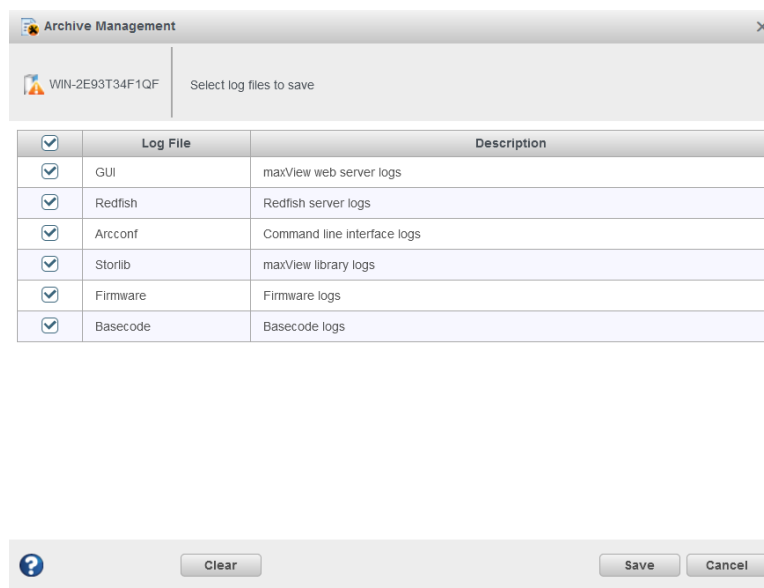 Archive Management
WIN-2E93T34F1QF
Select log files to save
Log File Description
GUI maxView web server logs
Redfish Redfish server logs
Arcconf Command line interface logs
Storlib maxView library logs
Firmware Firmware logs
Basecode Basecode logs
? Clear Save Cancel